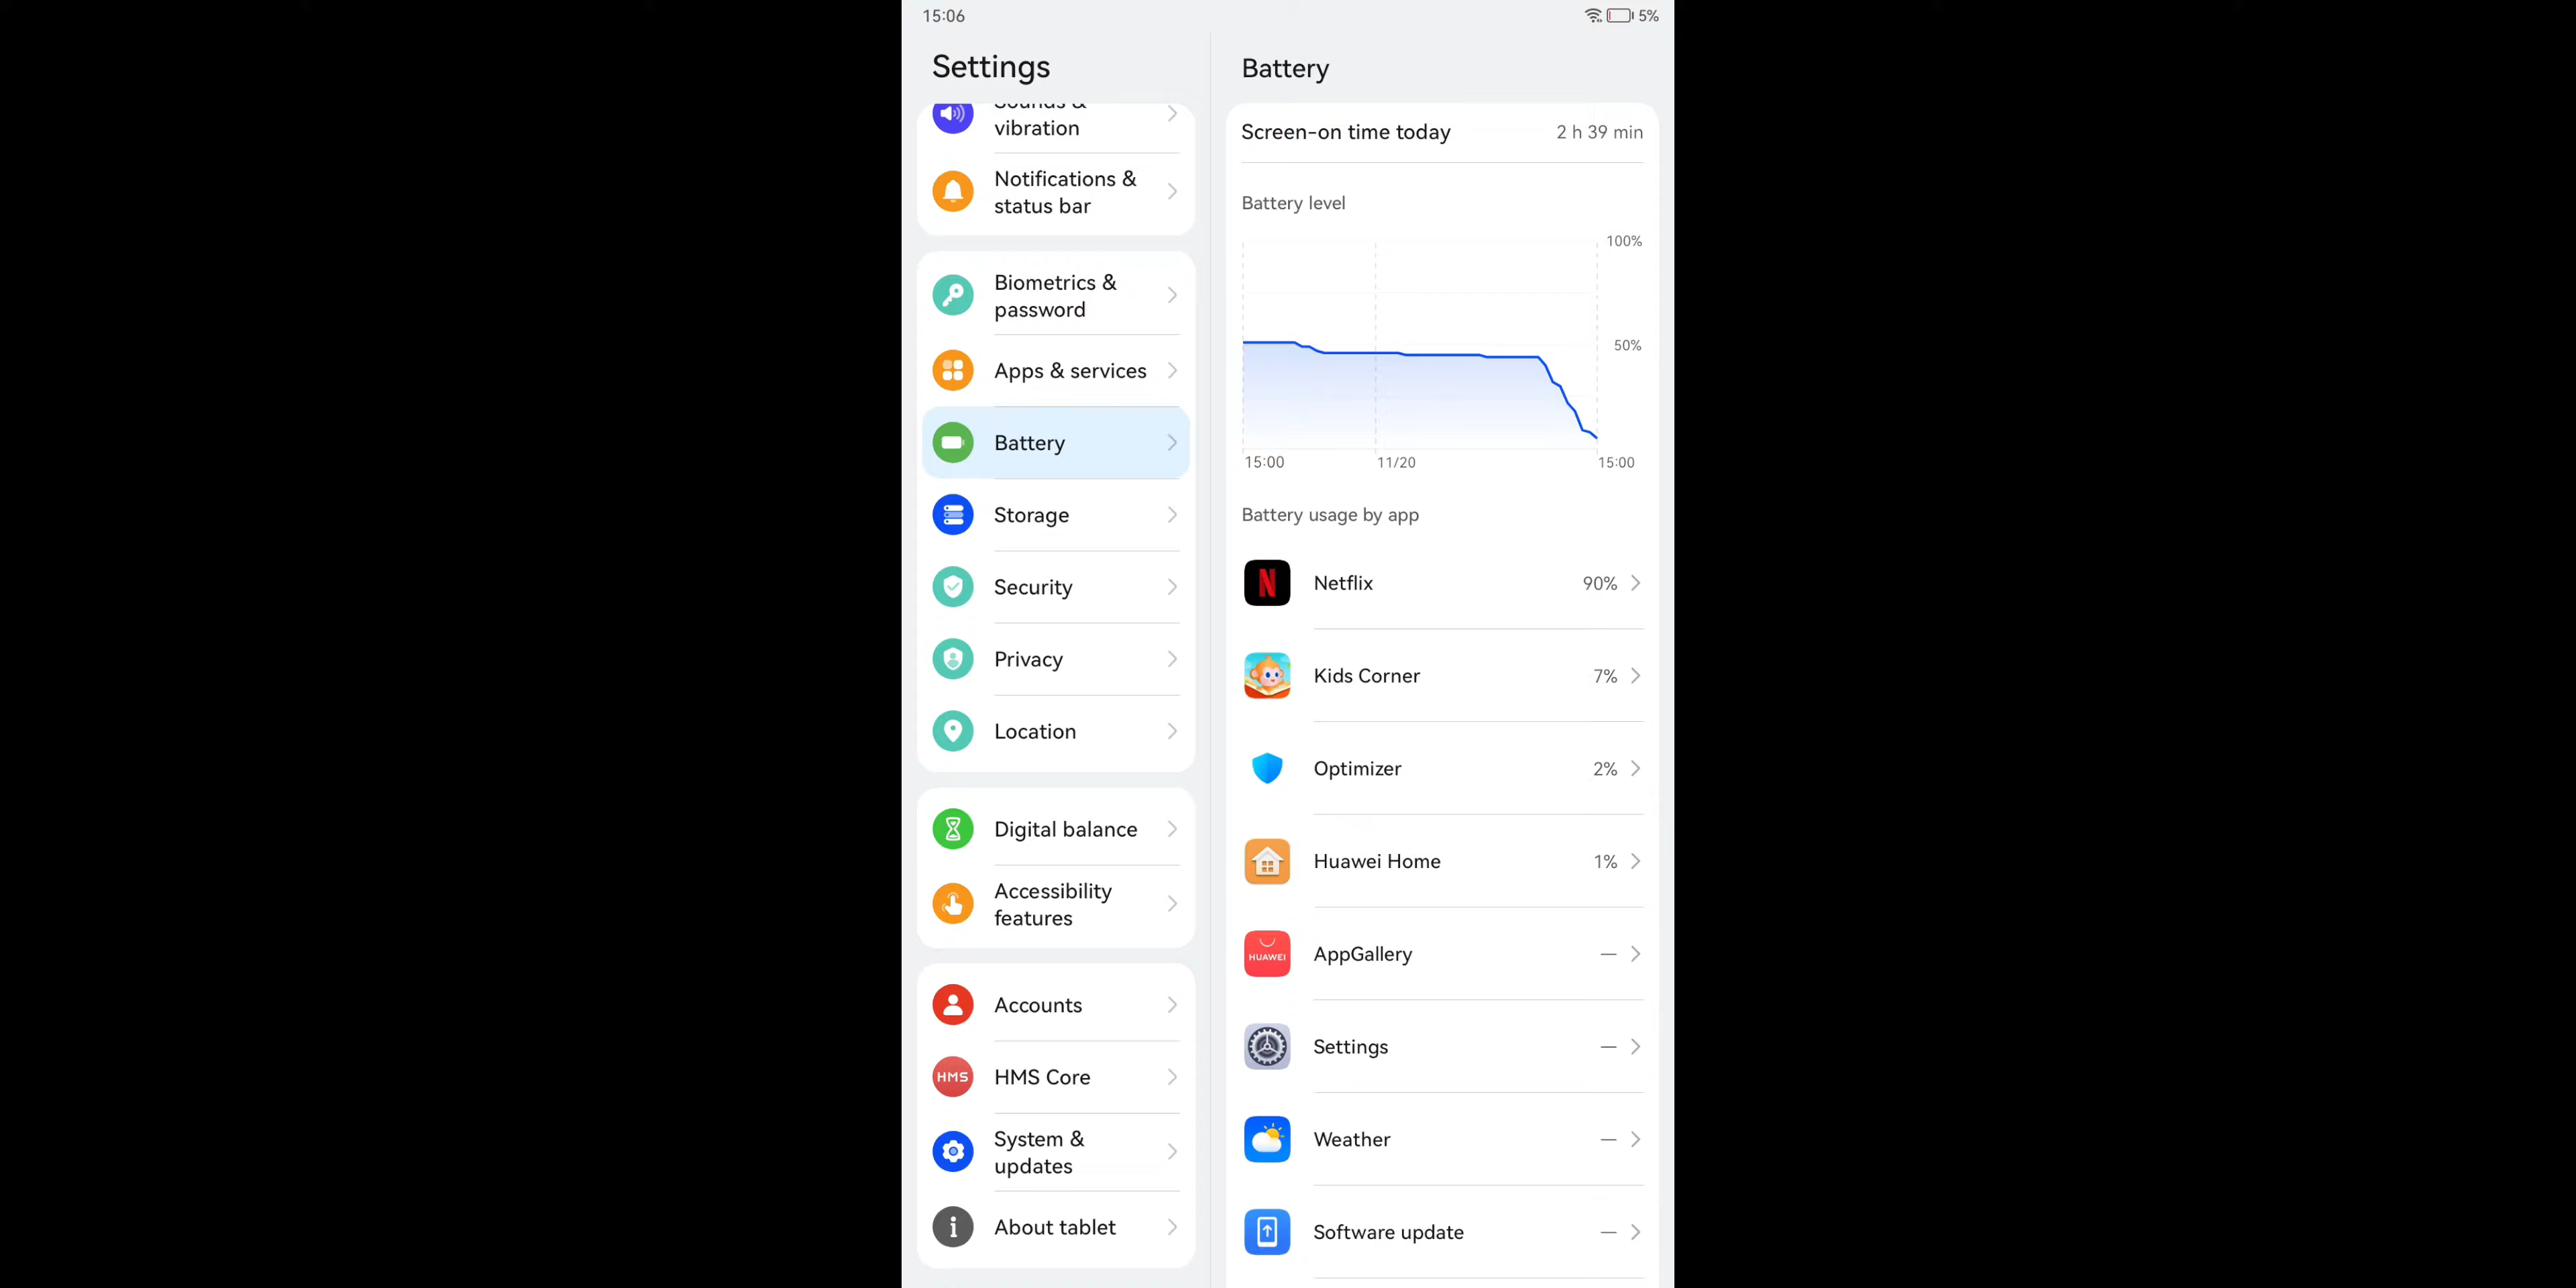 15:06
5%
Settings
Sounds &
vibration
Notifications &
status bar
Biometrics &
password
Apps & services
Battery
Storage
Security
Privacy
Location
Digital balance
Accessibility
features
Accounts
HMS
HMS Core
System &
updates
About tablet
Battery
Screen-on time today 2 h 39 min
Battery level
100%
50%
15:00 11/20 15:00
Battery usage by app
Netflix 90%
Kids Corner 7%
Optimizer 2%
Huawei Home 1%
HUAWEI
AppGallery —
Settings —
Weather —
Software update —